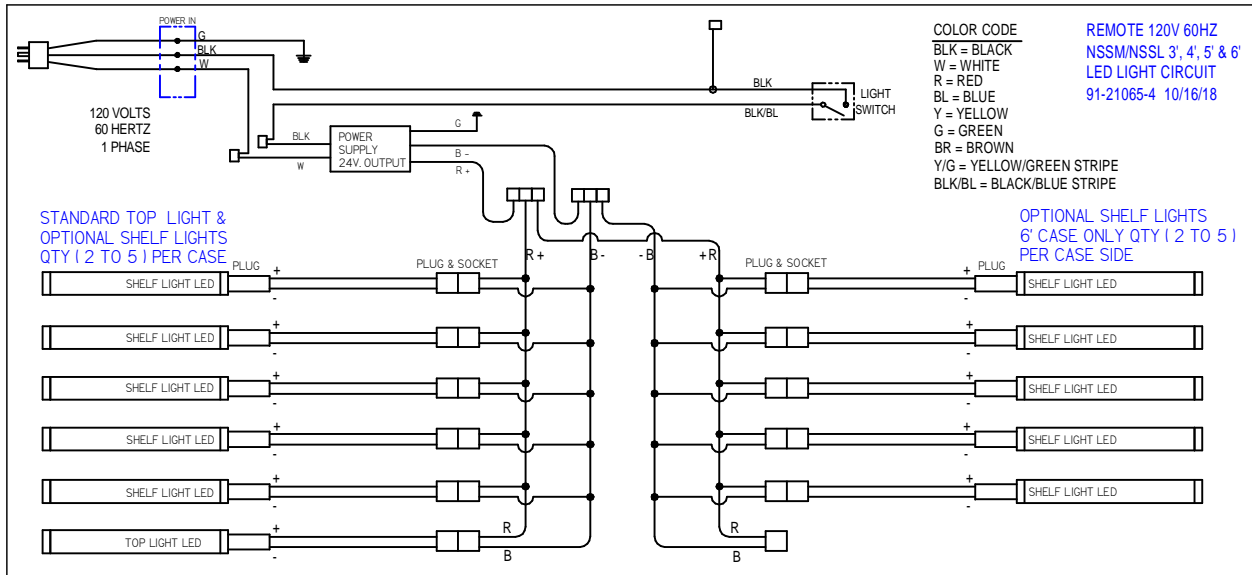 POWER IN
G
BLK
W
120 VOLTS
60 HERTZ
1 PHASE
BLK
BLK/BL
LIGHT
SWITCH
COLOR CODE
BLK = BLACK
W = WHITE
R = RED
BL = BLUE
Y = YELLOW
G = GREEN
BR = BROWN
Y/G = YELLOW/GREEN STRIPE
BLK/BL = BLACK/BLUE STRIPE
REMOTE 120V 60HZ
NSSM/NSSL 3', 4', 5' & 6'
LED LIGHT CIRCUIT
91-21065-4 10/16/18
BLK
W
POWER
SUPPLY
24V. OUTPUT
G
B -
R +
STANDARD TOP LIGHT &
OPTIONAL SHELF LIGHTS
QTY ( 2 TO 5 ) PER CASE
OPTIONAL SHELF LIGHTS
6' CASE ONLY QTY ( 2 TO 5 )
PER CASE SIDE
R + B - - B + R
PLUG + PLUG & SOCKET PLUG & SOCKET + PLUG
SHELF LIGHT LED - - SHELF LIGHT LED
+ +
SHELF LIGHT LED SHELF LIGHT LED
- -
+ +
SHELF LIGHT LED SHELF LIGHT LED
- -
+ +
SHELF LIGHT LED SHELF LIGHT LED
- -
+ +
SHELF LIGHT LED SHELF LIGHT LED
- -
+ R R
TOP LIGHT LED
- B B